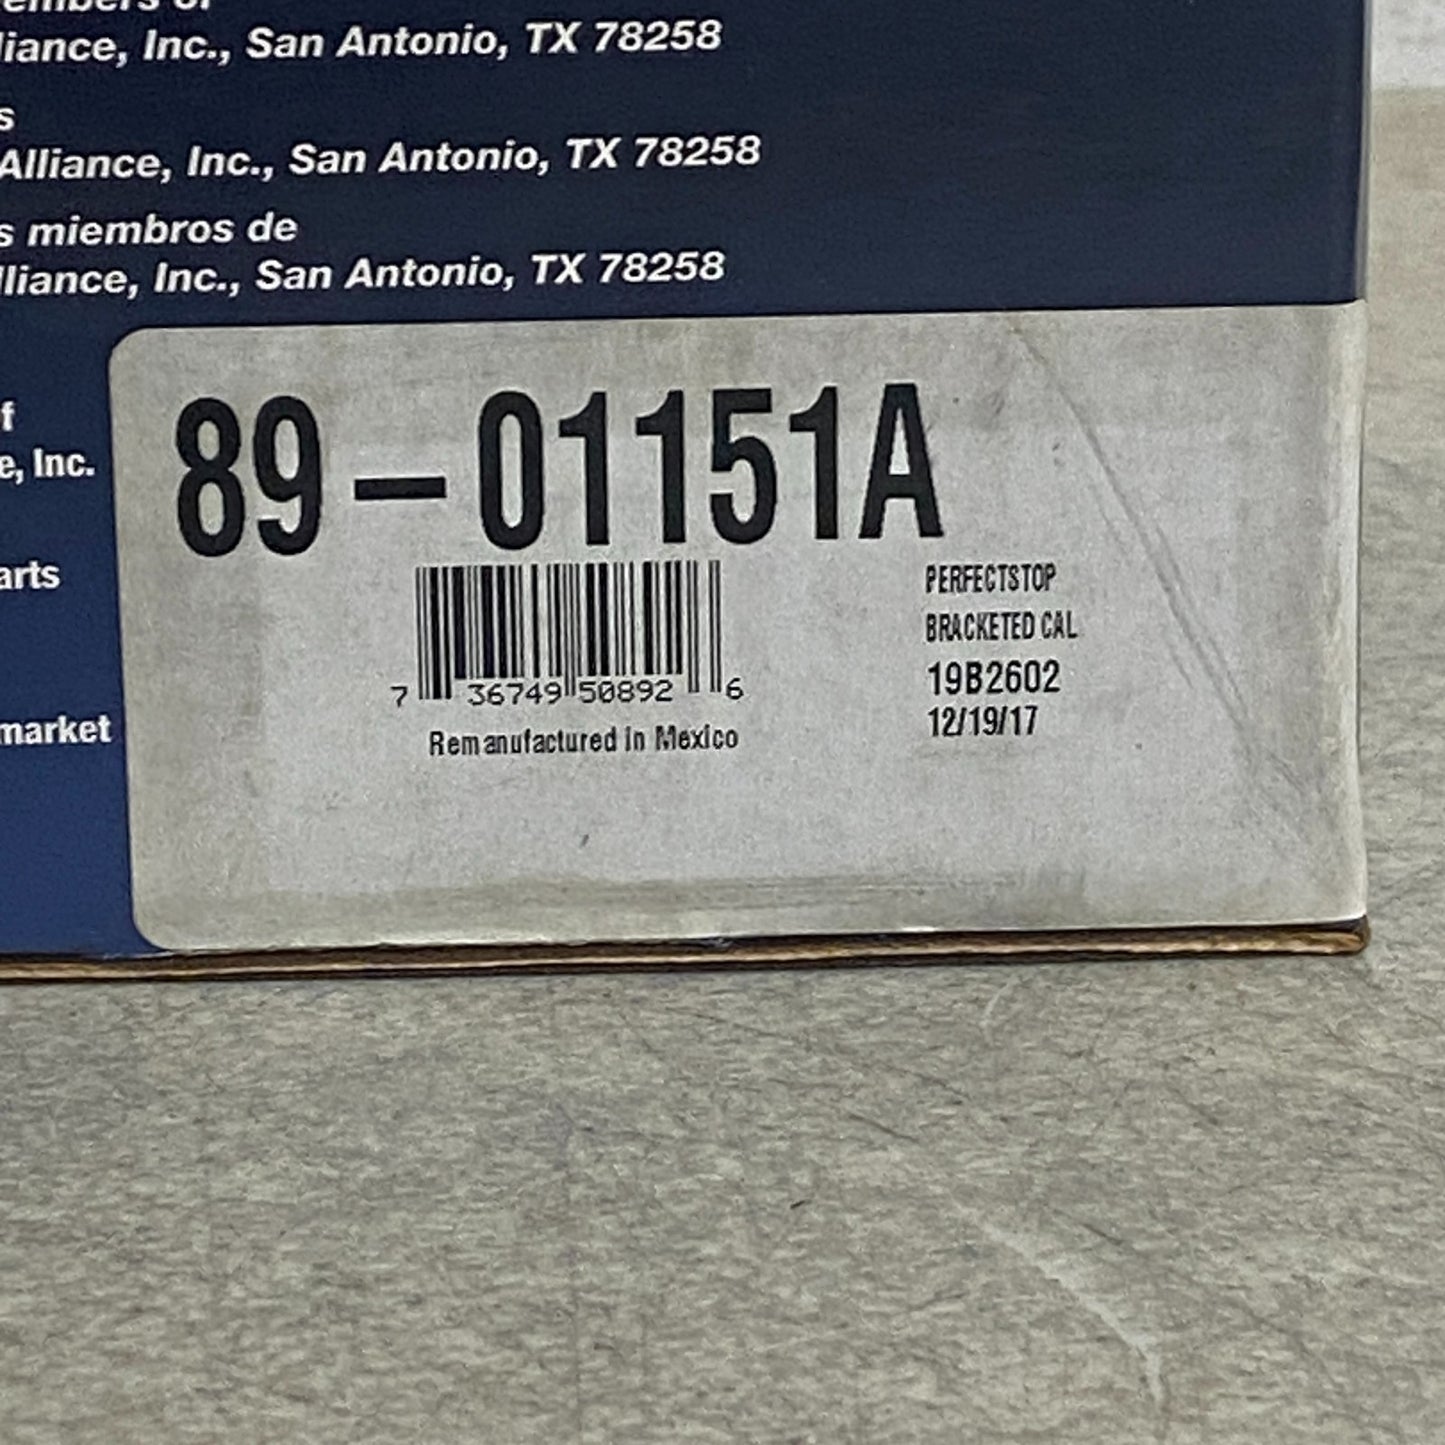 embers of
liance, Inc., San Antonio, TX 78258
s
Alliance, Inc., San Antonio, TX 78258
s miembros de
lliance, Inc., San Antonio, TX 78258
f
e, Inc.
arts
market
89-01151A
7 36749 50892 6
Remanufactured in Mexico
PERFECTSTOP
BRACKETED CAL
19B2602
12/19/17